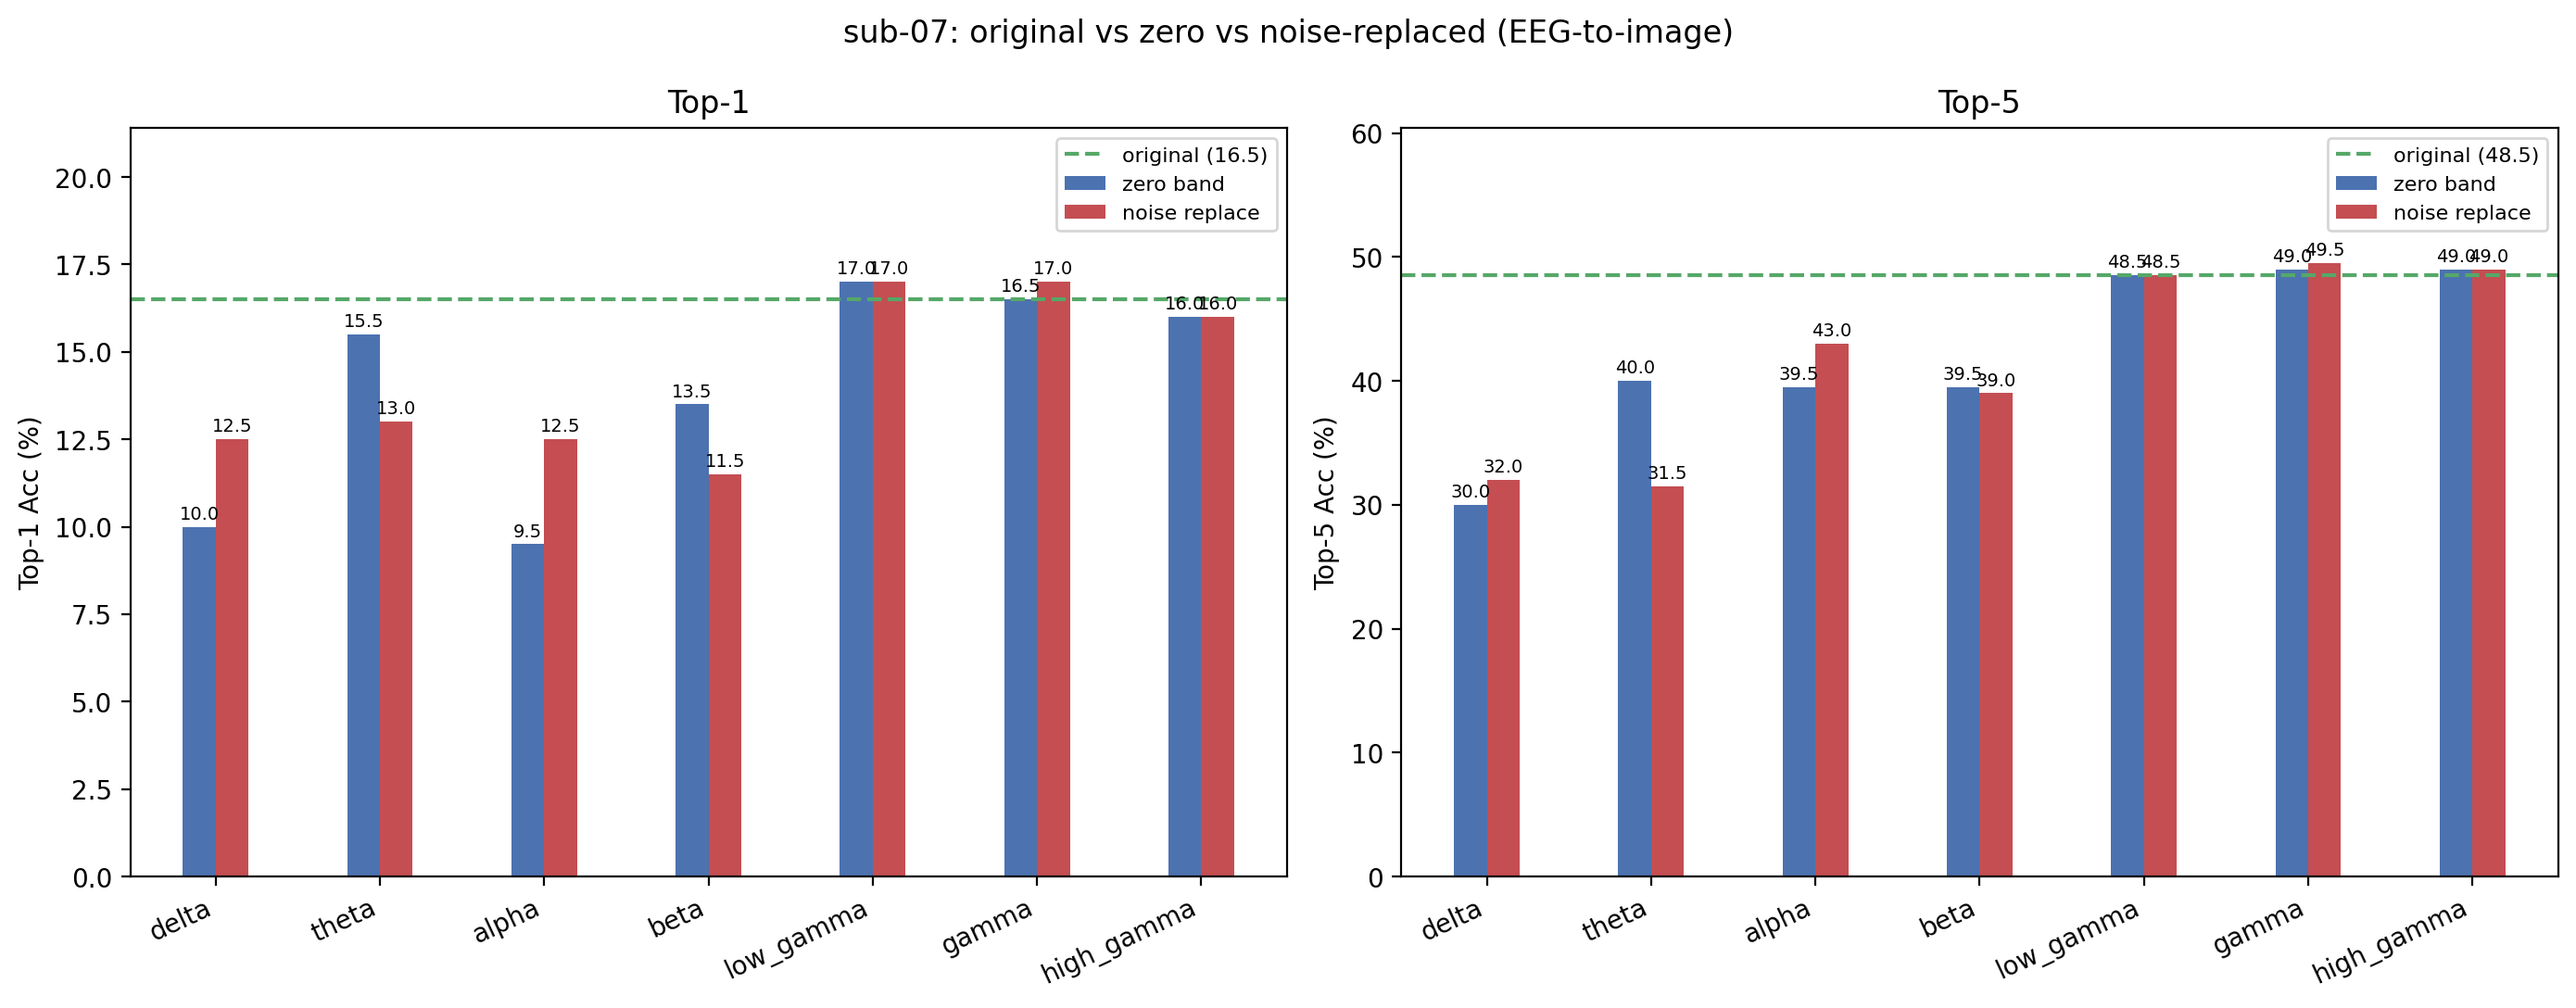 sub-07: original vs zero vs noise-replaced (EEG-to-image)
Top-1
Top-1 Acc (%)
20.0
17.5
15.0
12.5
10.0
7.5
5.0
2.5
0.0
original (16.5)
zero band
noise replace
10.0
12.5
15.5
13.0
9.5
12.5
13.5
11.5
17.0
17.0
16.5
17.0
16.0
16.0
delta
theta
alpha
beta
low_gamma
gamma
high_gamma
Top-5
Top-5 Acc (%)
60
50
40
30
20
10
0
original (48.5)
zero band
noise replace
30.0
32.0
40.0
31.5
39.5
43.0
39.5
39.0
48.5
48.5
49.0
49.5
49.0
49.0
delta
theta
alpha
beta
low_gamma
gamma
high_gamma